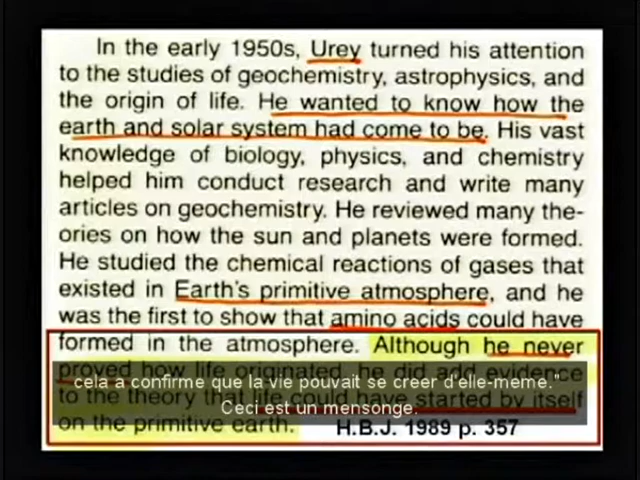 In the early 1950s, Urey turned his attention
to the studies of geochemistry, astrophysics, and
the origin of life. He wanted to know how the
earth and solar system had come to be. His vast
knowledge of biology, physics, and chemistry
helped him conduct research and write many
articles on geochemistry. He reviewed many the-
ories on how the sun and planets were formed.
He studied the chemical reactions of gases that
existed in Earth's primitive atmosphere, and he
was the first to show that amino acids could have
formed in the atmosphere. Although he never
proved how life originated he did add evidence
to the theory that life could have started by itself
on the primitive earth.
H.B.J. 1989 p. 357
cela a confirme que la vie pouvait se creer d'elle-meme."
Ceci est un mensonge.